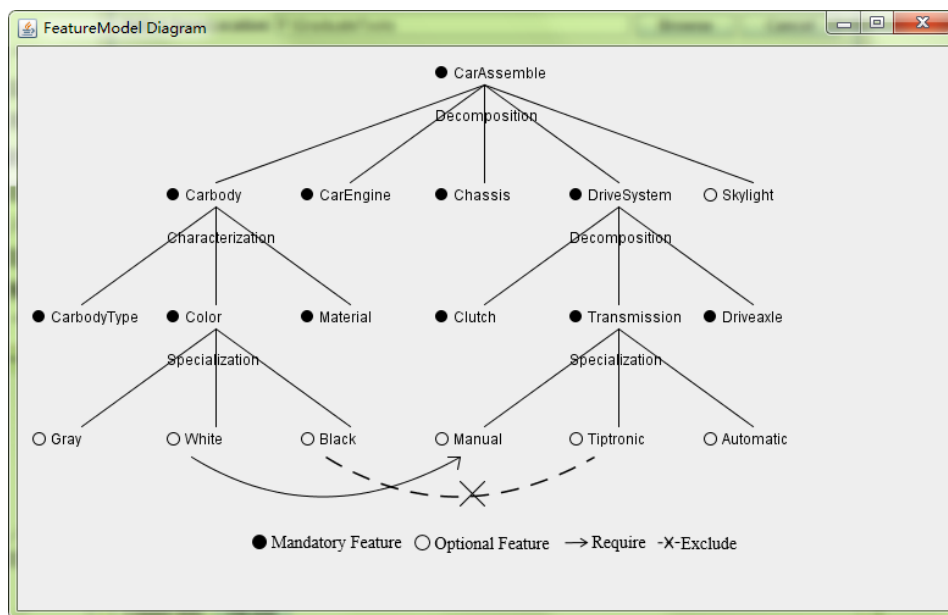 FeatureModel Diagram
CarAssemble
Decomposition
Carbody CarEngine Chassis DriveSystem Skylight
Characterization Decomposition
CarbodyType Color Material Clutch Transmission Driveaxle
Specialization Specialization
Gray White Black Manual Tiptronic Automatic
Mandatory Feature Optional Feature Require -X-Exclude